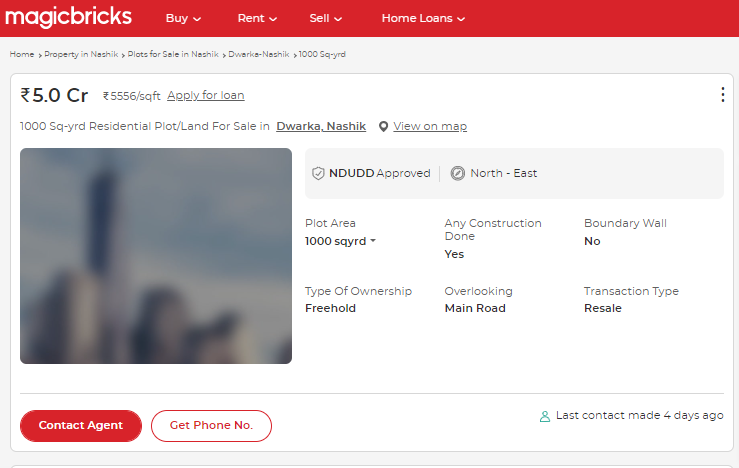 magicbricks Buy Rent Sell Home Loans
Home > Property in Nashik > Plots for Sale in Nashik > Dwarka-Nashik > 1000 Sq-yrd
₹5.0 Cr ₹5556/sqft Apply for loan
1000 Sq-yrd Residential Plot/Land For Sale in Dwarka, Nashik View on map
NDUDD Approved North - East
Plot Area
1000 sqyrd
Any Construction
Done
Yes
Boundary Wall
No
Type Of Ownership
Freehold
Overlooking
Main Road
Transaction Type
Resale
Contact Agent Get Phone No. Last contact made 4 days ago